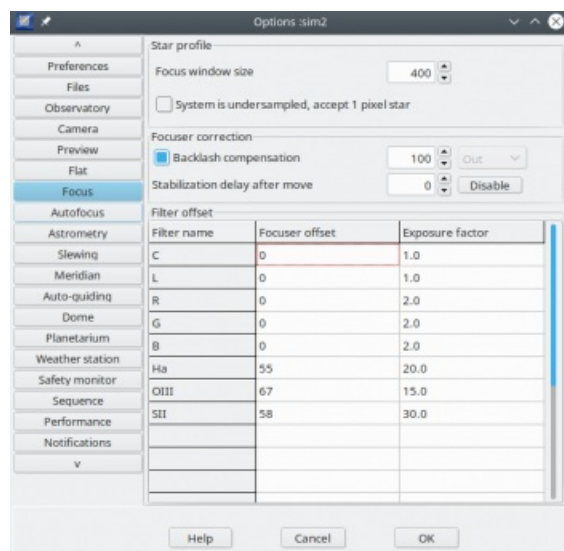 Options :sim2
^
Preferences
Files
Observatory
Camera
Preview
Flat
Focus
Autofocus
Astrometry
Slewing
Meridian
Auto-guiding
Dome
Planetarium
Weather station
Safety monitor
Sequence
Performance
Notifications
v
Star profile
Focus window size 400
System is undersampled, accept 1 pixel star
Focuser correction
Backlash compensation 100 Out
Stabilization delay after move 0 Disable
Filter offset
Filter name Focuser offset Exposure factor
C 0 1.0
L 0 1.0
R 0 2.0
G 0 2.0
B 0 2.0
Ha 55 20.0
OIII 67 15.0
SII 58 30.0
Help Cancel OK